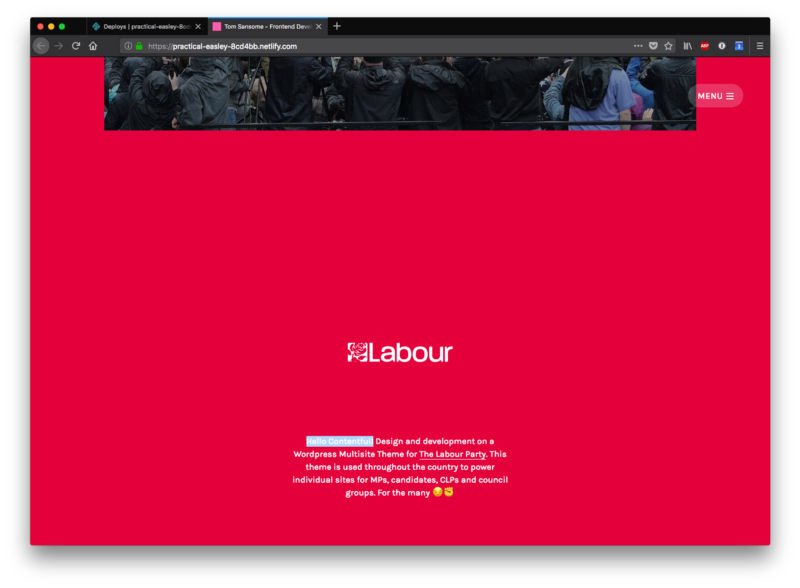 Deploys | practical-easley-8cd
Tom Sansome - Frontend Deve
https://practical-easley-8cd4bb.netlify.com
ABP
MENU
Labour
Hello Contentful! Design and development on a
Wordpress Multisite Theme for The Labour Party. This
theme is used throughout the country to power
individual sites for MPs, candidates, CLPs and council
groups. For the many 😏✊